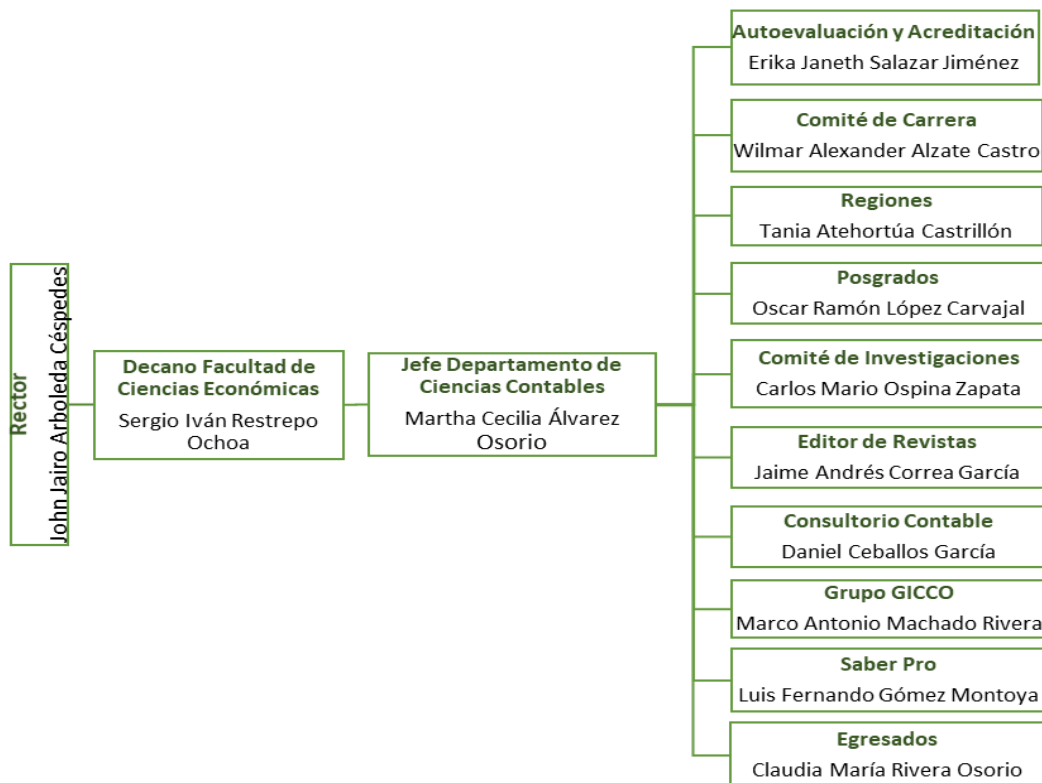 Rector
John Jairo Arboleda Céspedes
Decano Facultad de
Ciencias Económicas
Sergio Iván Restrepo
Ochoa
Jefe Departamento de
Ciencias Contables
Martha Cecilia Álvarez
Osorio
Autoevaluación y Acreditación
Erika Janeth Salazar Jiménez
Comité de Carrera
Wilmar Alexander Alzate Castro
Regiones
Tania Atehortúa Castrillón
Posgrados
Oscar Ramón López Carvajal
Comité de Investigaciones
Carlos Mario Ospina Zapata
Editor de Revistas
Jaime Andrés Correa García
Consultorio Contable
Daniel Ceballos García
Grupo GICCO
Marco Antonio Machado Rivera
Saber Pro
Luis Fernando Gómez Montoya
Egresados
Claudia María Rivera Osorio